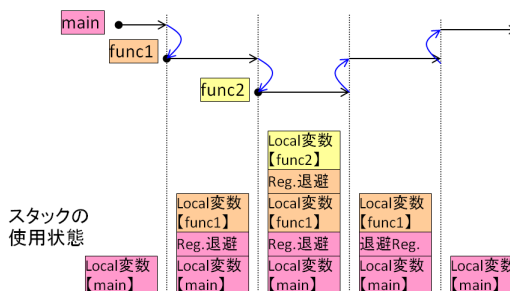 main
func1
func2
Local変数
【func2】
Reg.退避
Local変数
【func1】
Local変数
【func1】
Local変数
【func1】
スタックの
使用状態
Reg.退避
Reg.退避
退避Reg.
Local変数
【main】
Local変数
【main】
Local変数
【main】
Local変数
【main】
Local変数
【main】